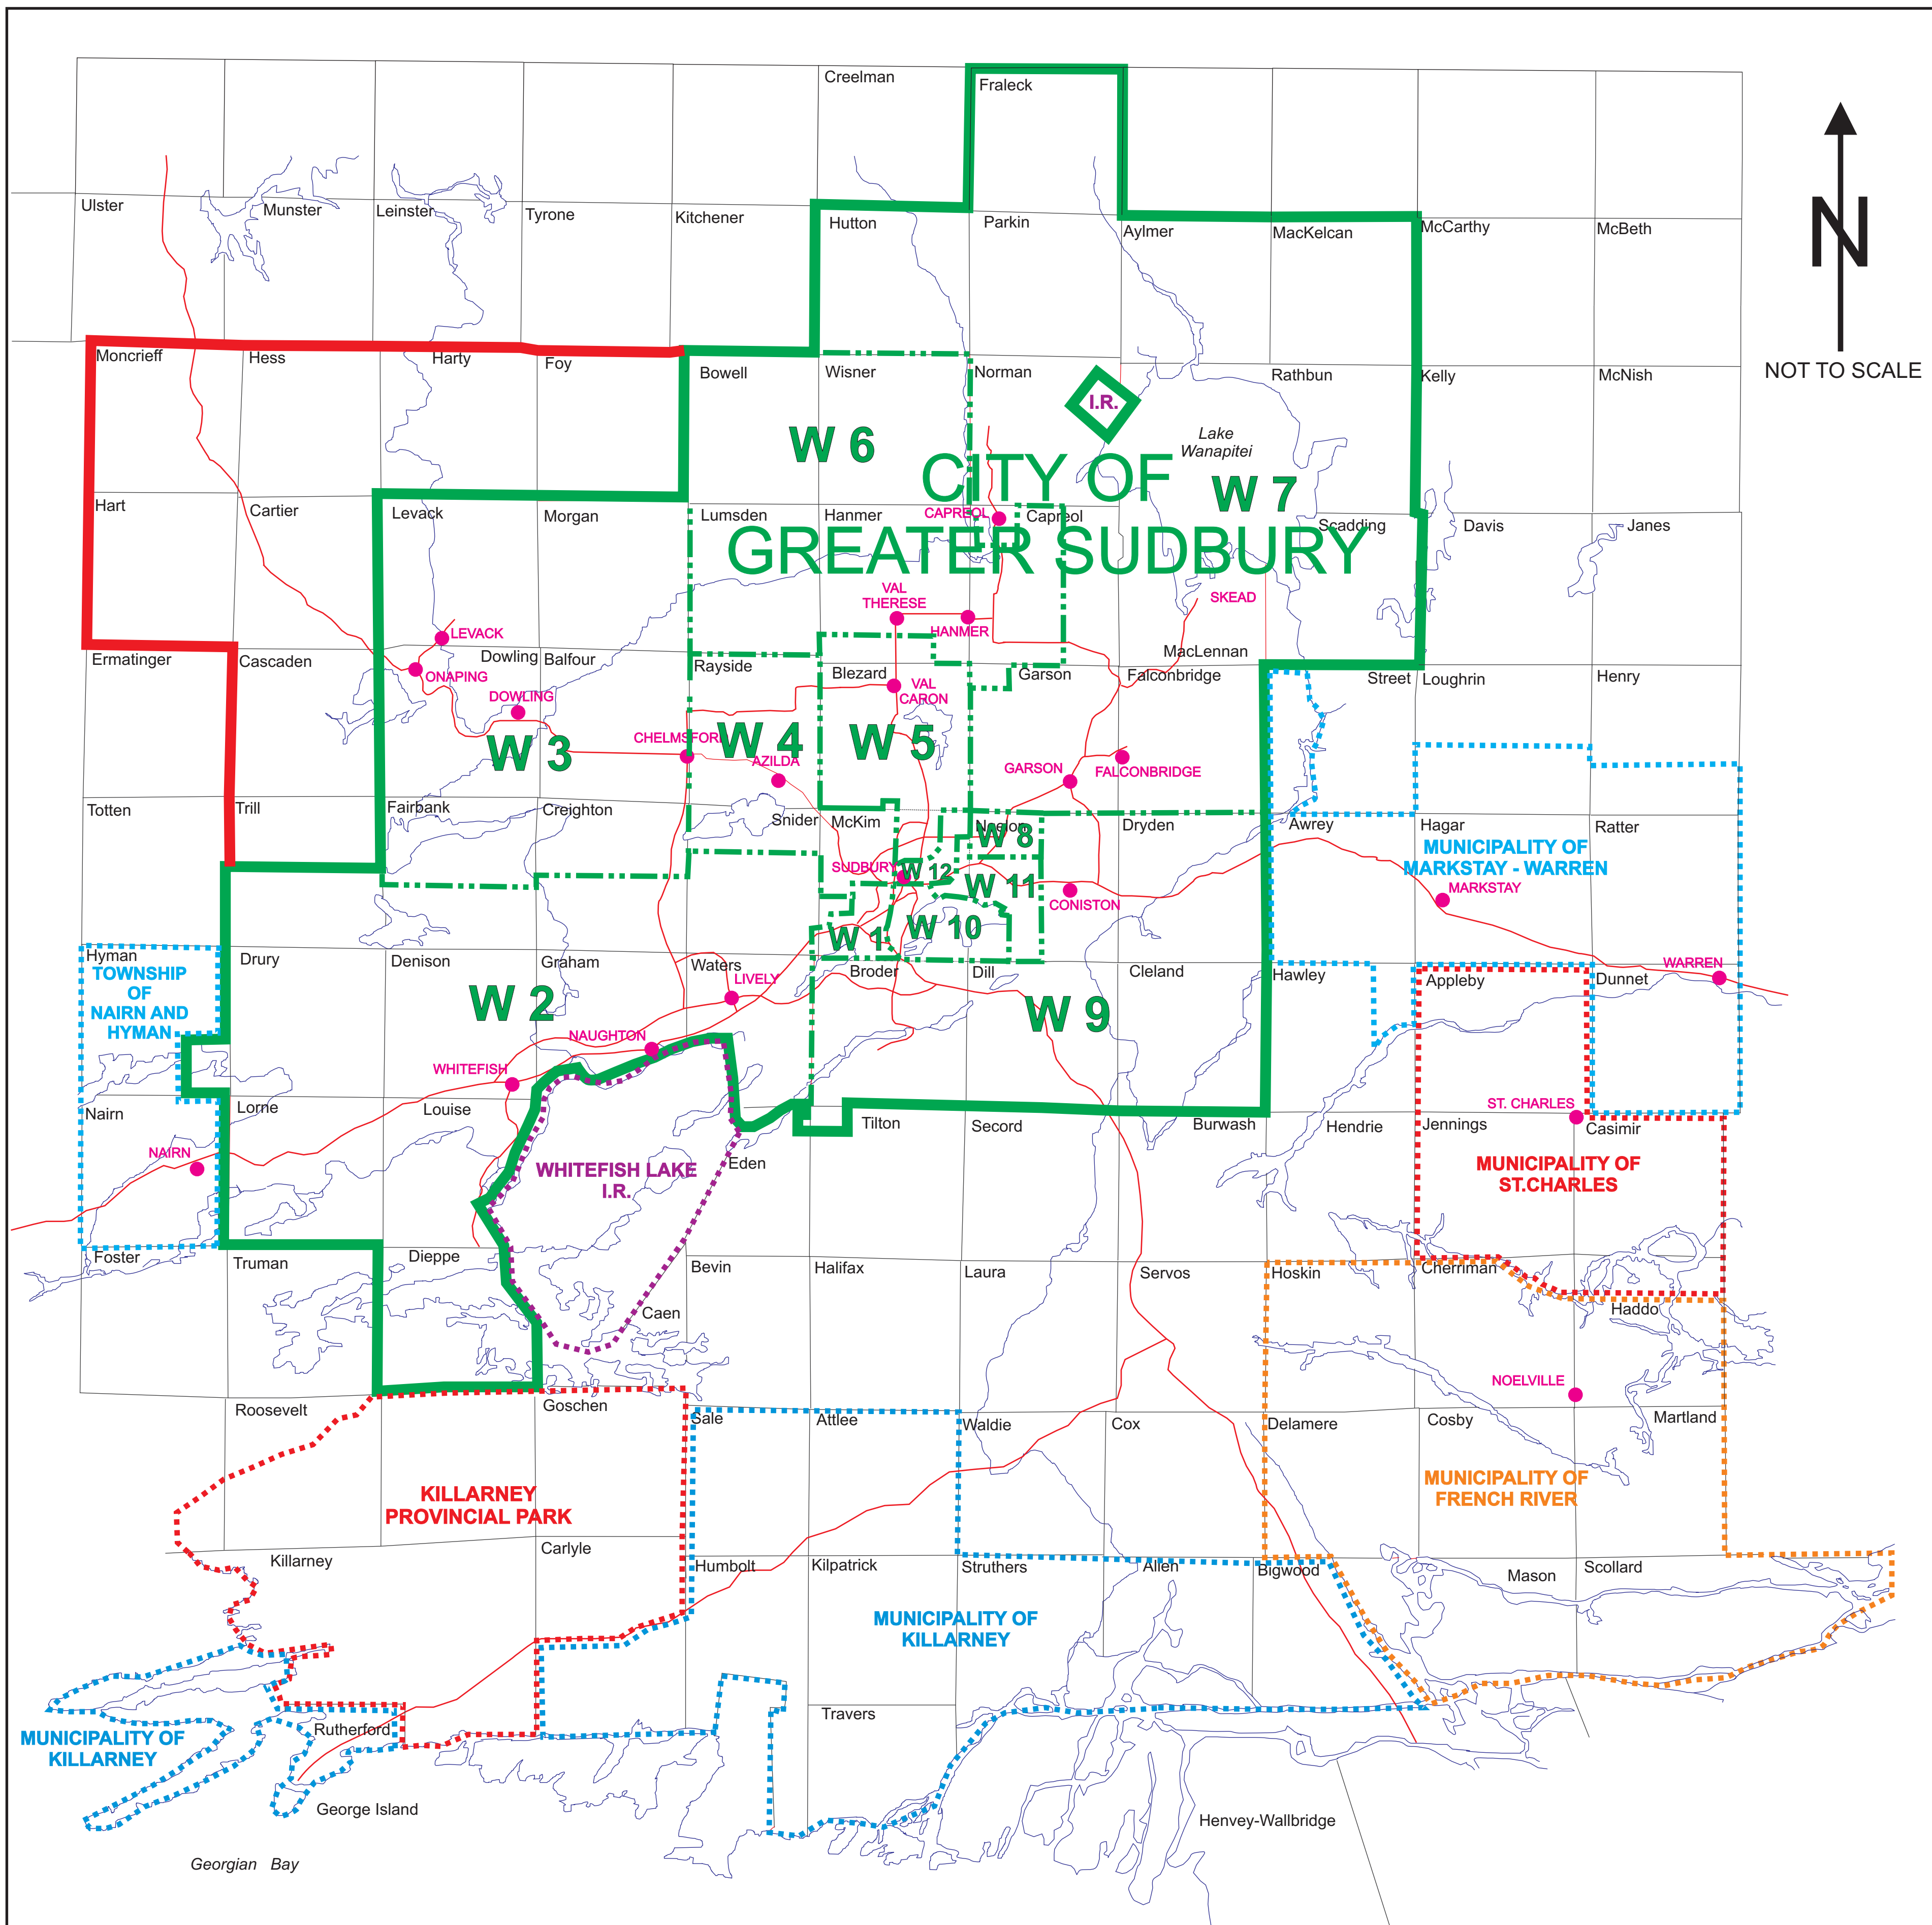 Creelman
Fraleck
Ulster
Munster
Leinster
Tyrone
Kitchener
Hutton
Parkin
Aylmer
MacKelcan
McCarthy
McBeth
N
NOT TO SCALE
Moncrieff
Hess
Harty
Foy
Bowell
Wisner
Norman
I.R.
Rathbun
Kelly
McNish
Lake
Wanapitei
W 6
CITY OF
GREATER SUDBURY
W 7
Hart
Cartier
Levack
Morgan
Lumsden
Hanmer
CAPREOL
Capreol
Scadding
Davis
Janes
VAL
THERESE
HANMER
SKEAD
LEVACK
ONAPING
DOWLING
Ermatinger
Cascaden
Dowling
Balfour
Rayside
Blezard
VAL
CARON
Garson
MacLennan
Falconbridge
Street
Loughrin
Henry
W 3
CHELMSFORD
W 4
AZILDA
W 5
GARSON
FALCONBRIDGE
Totten
Trill
Fairbank
Creighton
Snider
McKim
Neelon
W 8
Dryden
Awrey
Hagar
Ratter
MUNICIPALITY OF
MARKSTAY - WARREN
MARKSTAY
SUDBURY
W 12
W 11
CONISTON
W 1
W 10
Hyman
TOWNSHIP
OF
NAIRN AND
HYMAN
Drury
Denison
Graham
Waters
LIVELY
Broder
Dill
Cleland
Hawley
Appleby
Dunnet
WARREN
W 2
W 9
NAUGHTON
WHITEFISH
Nairn
NAIRN
Lorne
Louise
Eden
Tilton
Secord
Burwash
Hendrie
Jennings
ST. CHARLES
Casimir
WHITEFISH LAKE
I.R.
MUNICIPALITY OF
ST.CHARLES
Foster
Truman
Dieppe
Caen
Bevin
Halifax
Laura
Servos
Hoskin
Cherriman
Haddo
NOELVILLE
Roosevelt
Goschen
Sale
Attlee
Waldie
Cox
Delamere
Cosby
Martland
KILLARNEY
PROVINCIAL PARK
MUNICIPALITY OF
FRENCH RIVER
Killarney
Carlyle
Humbolt
Kilpatrick
Struthers
Allen
Bigwood
Mason
Scollard
MUNICIPALITY OF
KILLARNEY
MUNICIPALITY OF
KILLARNEY
Rutherford
Travers
George Island
Henvey-Wallbridge
Georgian Bay